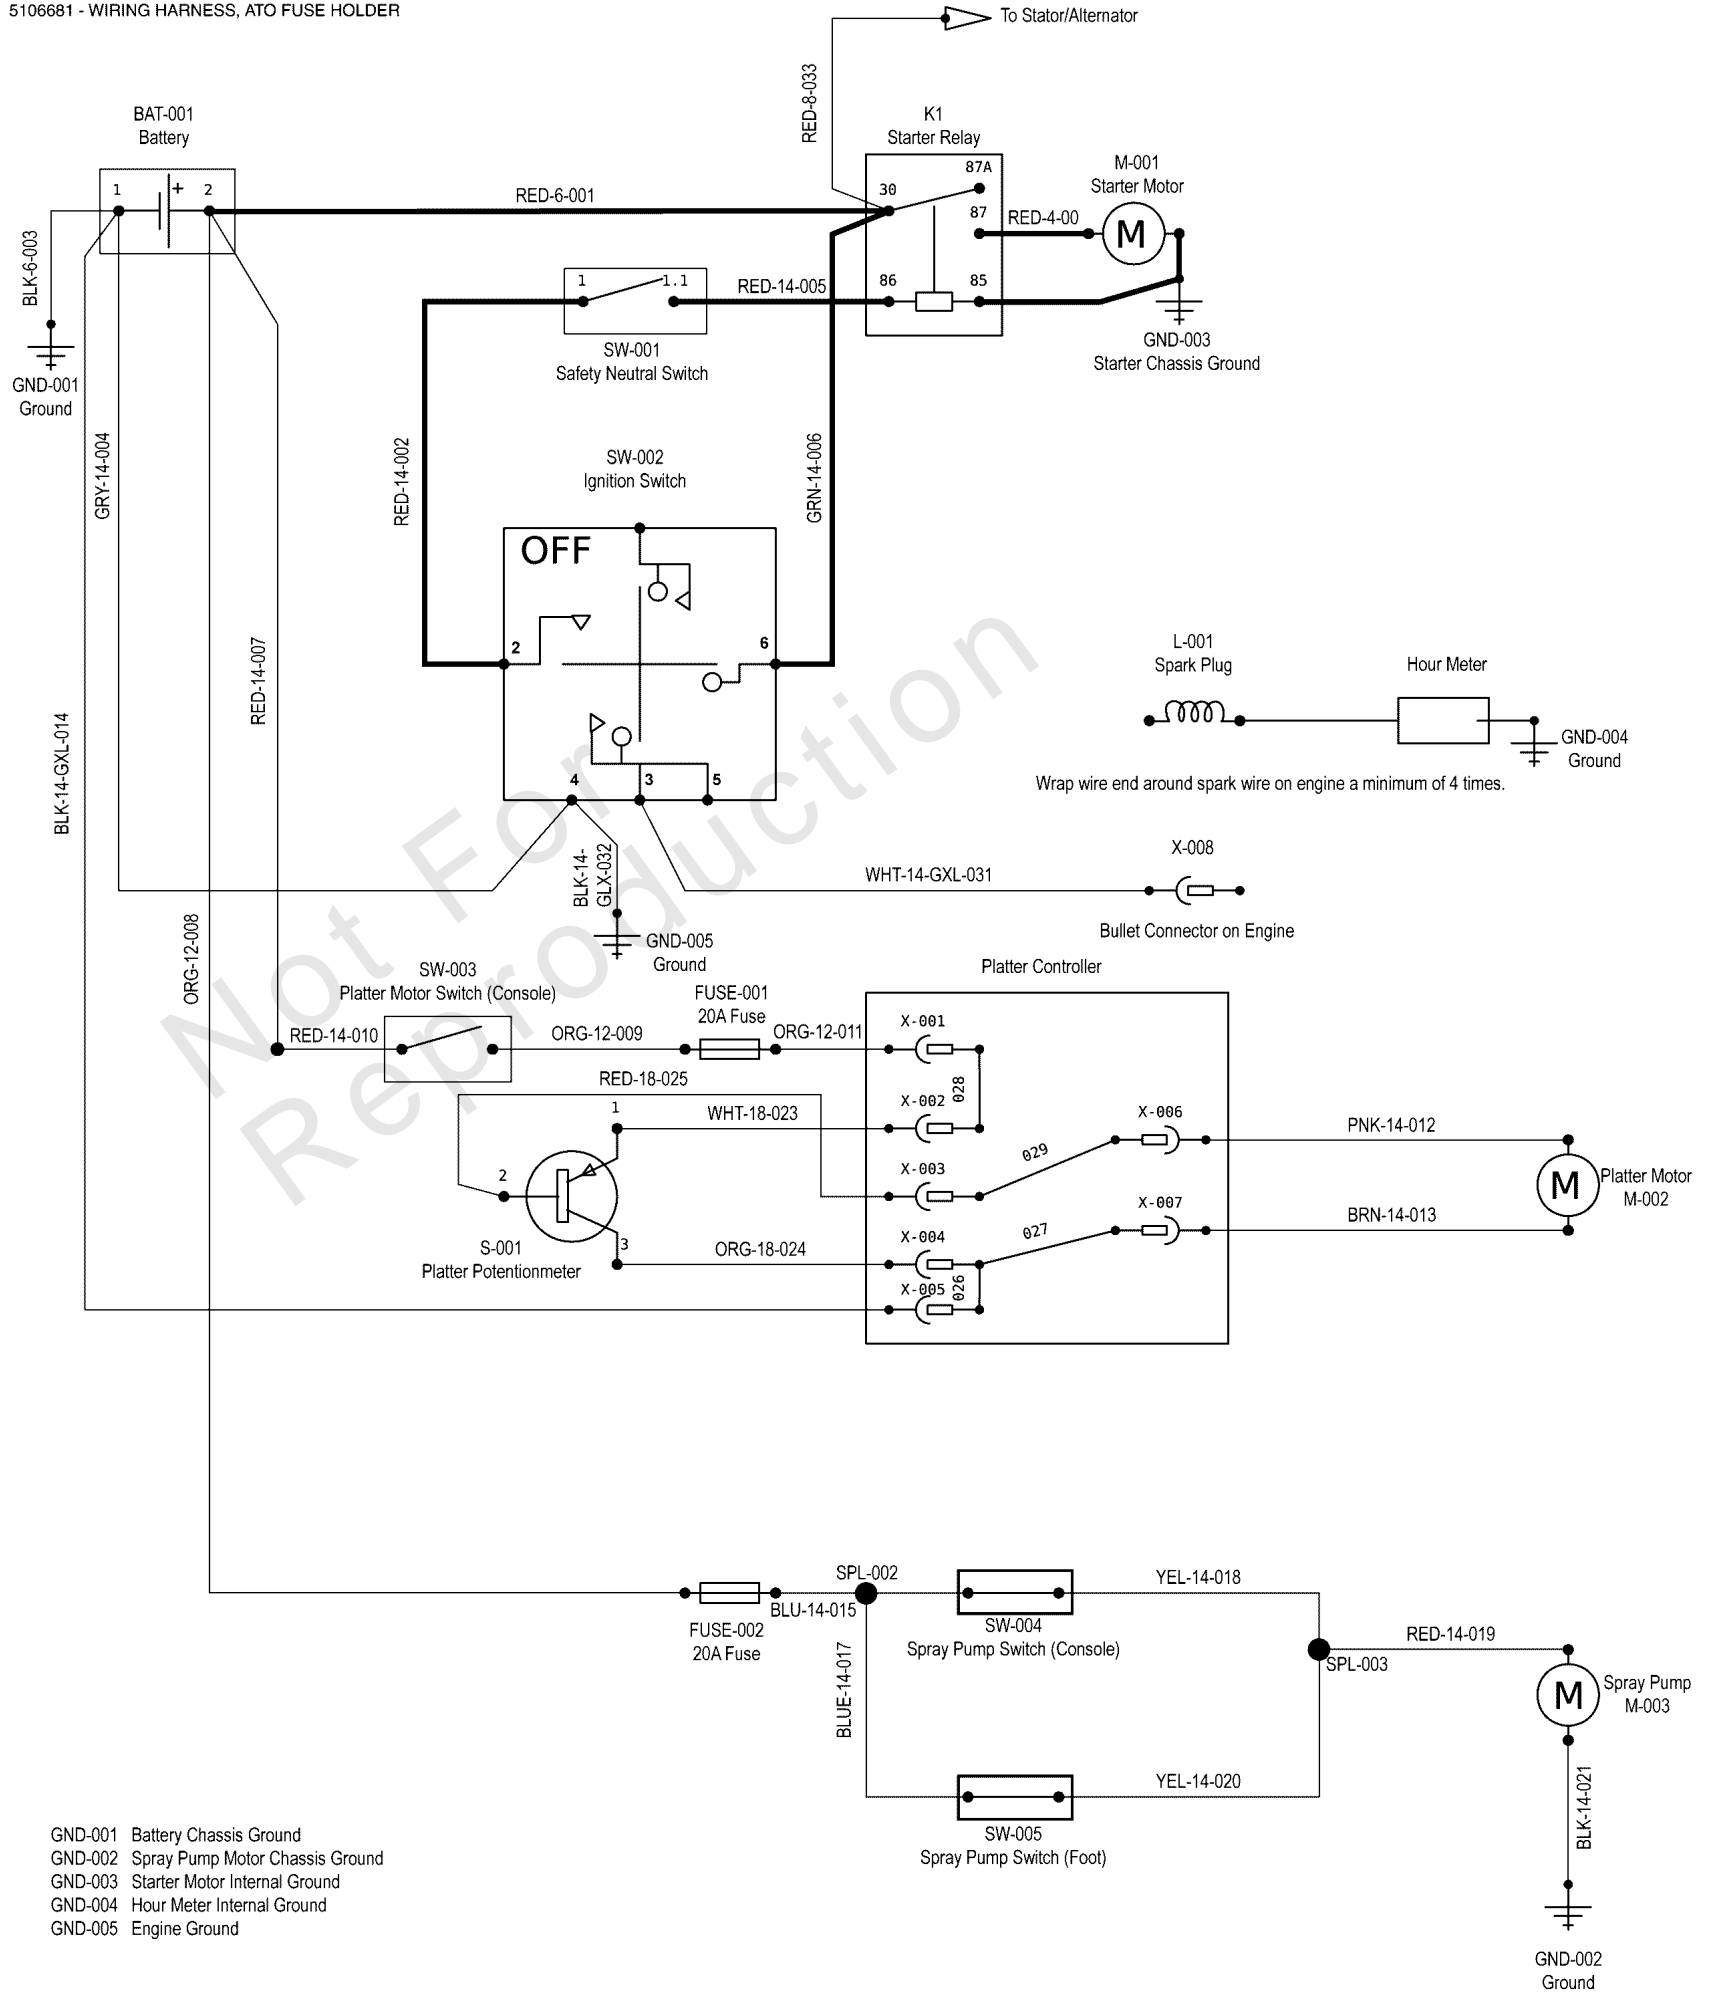 5106681 - WIRING HARNESS, ATO FUSE HOLDER
To Stator/Alternator
RED-8-033
BAT-001
Battery
1
+
2
RED-6-001
K1
Starter Relay
87A
30
87
86
85
M-001
Starter Motor
RED-4-00
M
BLK-6-003
GND-001
Ground
1
1.1
RED-14-005
SW-001
Safety Neutral Switch
GND-003
Starter Chassis Ground
GRY-14-004
RED-14-002
GRN-14-006
SW-002
Ignition Switch
OFF
2
6
4
3
5
RED-14-007
BLK-14-GXL-014
L-001
Spark Plug
Hour Meter
GND-004
Ground
Wrap wire end around spark wire on engine a minimum of 4 times.
X-008
WHT-14-GXL-031
Bullet Connector on Engine
BLK-14-
GLX-032
GND-005
Ground
ORG-12-008
SW-003
Platter Motor Switch (Console)
FUSE-001
20A Fuse
Platter Controller
RED-14-010
ORG-12-009
ORG-12-011
X-001
028
RED-18-025
X-002
1
WHT-18-023
X-006
PNK-14-012
029
X-003
2
M
Platter Motor
M-002
X-007
BRN-14-013
027
X-004
3
ORG-18-024
S-001
Platter Potentionmeter
X-005
026
SPL-002
YEL-14-018
BLU-14-015
FUSE-002
20A Fuse
SW-004
Spray Pump Switch (Console)
RED-14-019
SPL-003
BLUE-14-017
M
Spray Pump
M-003
YEL-14-020
SW-005
Spray Pump Switch (Foot)
BLK-14-021
GND-001 Battery Chassis Ground
GND-002 Spray Pump Motor Chassis Ground
GND-003 Starter Motor Internal Ground
GND-004 Hour Meter Internal Ground
GND-005 Engine Ground
GND-002
Ground
Not For
Reproduction